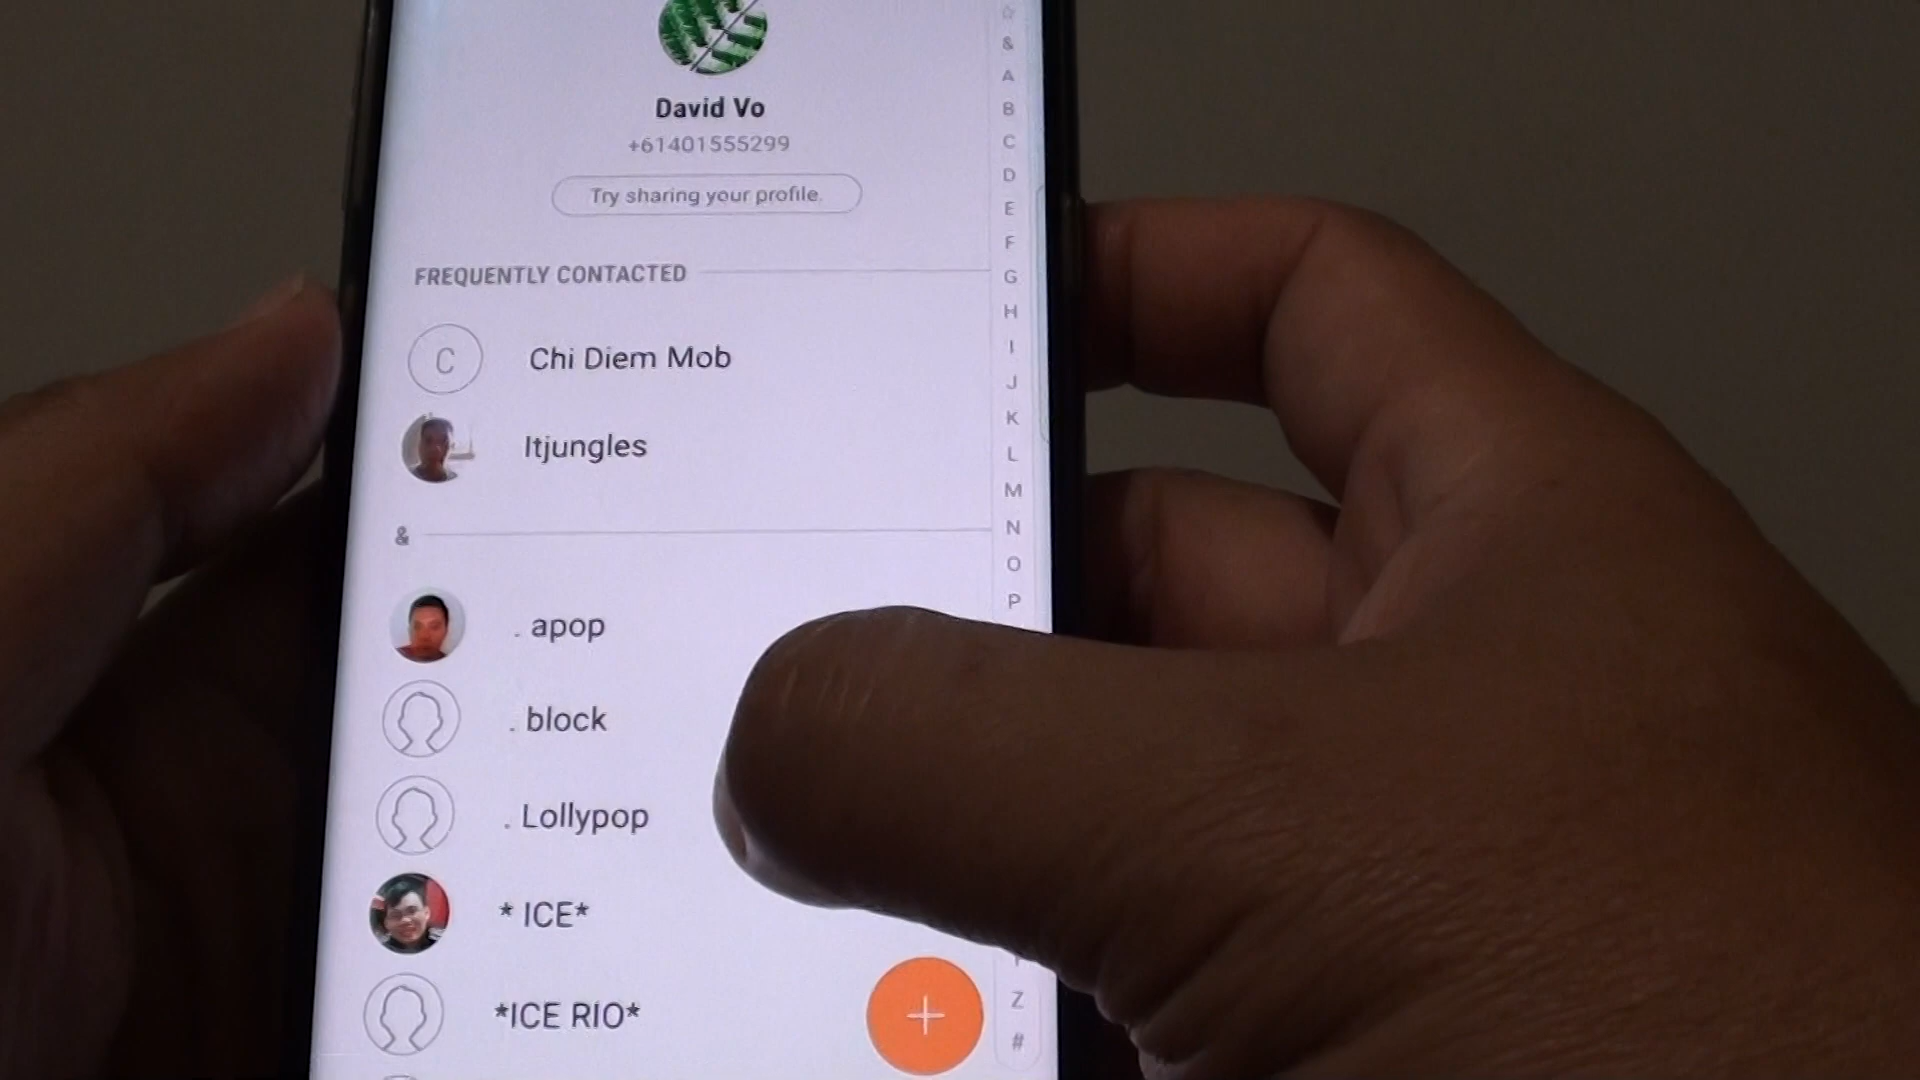 David Vo
+61401555299
Try sharing your profile.
FREQUENTLY CONTACTED
C
Chi Diem Mob
Itjungles
&
. apop
. block
. Lollypop
* ICE*
*ICE RIO*
+
&
A
B
C
D
E
F
G
H
I
J
K
L
M
N
O
P
Z
#